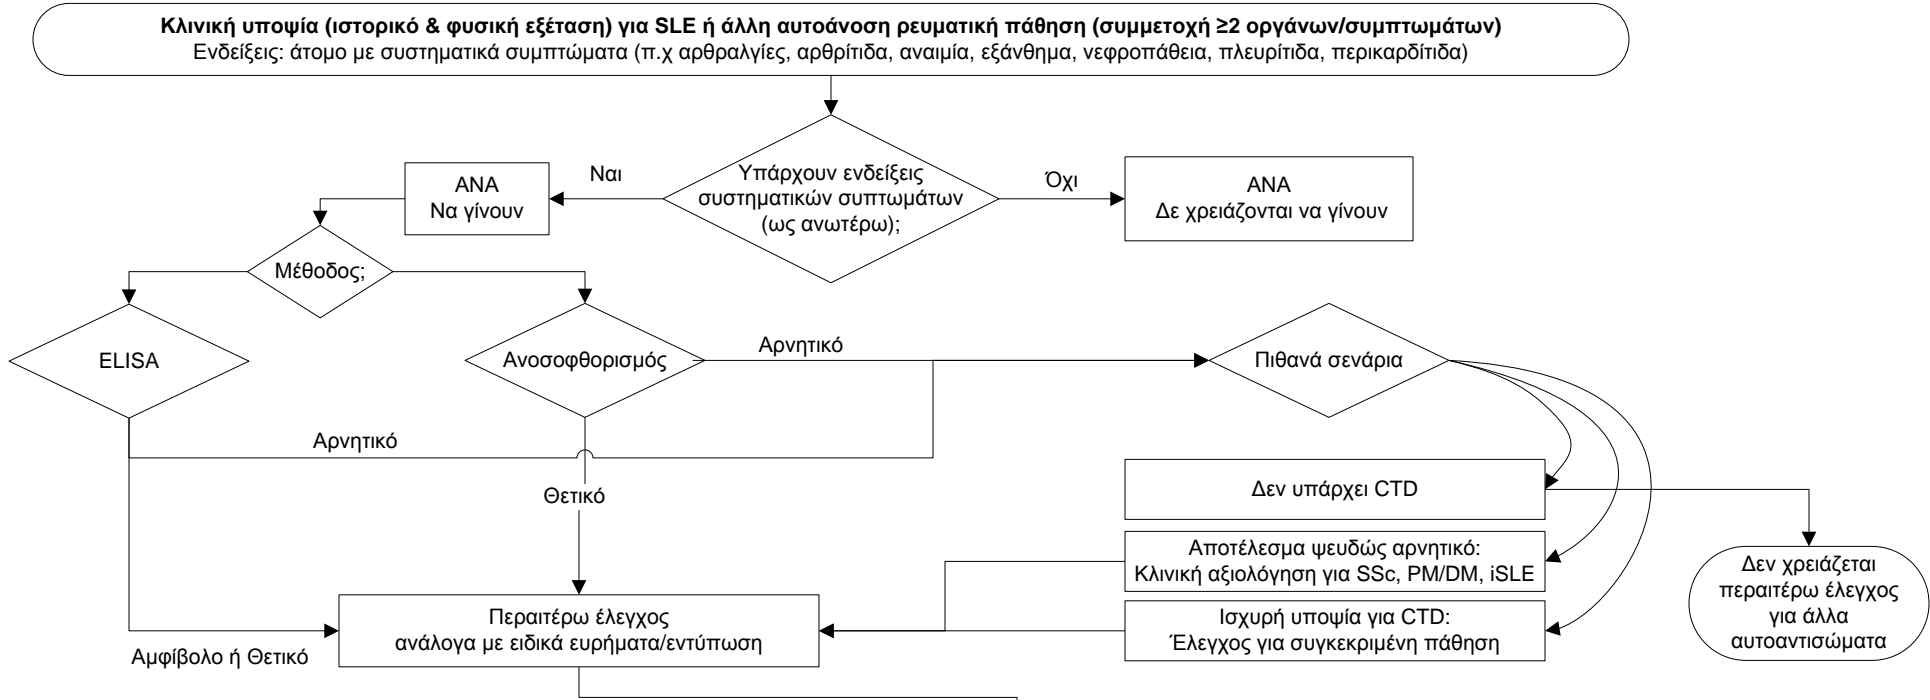 Κλινική υποψία (ιστορικό & φυσική εξέταση) για SLE ή άλλη αυτοάνοση ρευματική πάθηση (συμμετοχή ≥2 οργάνων/συμπτωμάτων)
Ενδείξεις: άτομο με συστηματικά συμπτώματα (π.χ αρθραλγίες, αρθρίτιδα, αναιμία, εξάνθημα, νεφροπάθεια, πλευρίτιδα, περικαρδίτιδα)
ANA
Να γίνουν
Ναι
Υπάρχουν ενδείξεις
συστηματικών συπτωμάτων
(ως ανωτέρω);
Όχι
ANA
Δε χρειάζονται να γίνουν
Μέθοδος;
ELISA
Ανοσοφθορισμός
Αρνητικό
Πιθανά σενάρια
Αρνητικό
Θετικό
Δεν υπάρχει CTD
Αποτέλεσμα ψευδώς αρνητικό:
Κλινική αξιολόγηση για SSc, PM/DM, iSLE
Ισχυρή υποψία για CTD:
Έλεγχος για συγκεκριμένη πάθηση
Δεν χρειάζεται
περαιτέρω έλεγχος
για άλλα
αυτοαντισώματα
Περαιτέρω έλεγχος
ανάλογα με ειδικά ευρήματα/εντύπωση
Αμφίβολο ή Θετικό